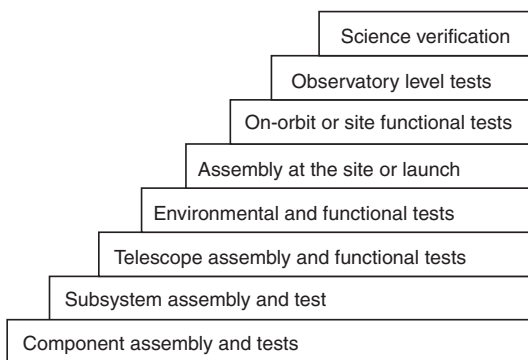 Science verification
Observatory level tests
On-orbit or site functional tests
Assembly at the site or launch
Environmental and functional tests
Telescope assembly and functional tests
Subsystem assembly and test
Component assembly and tests